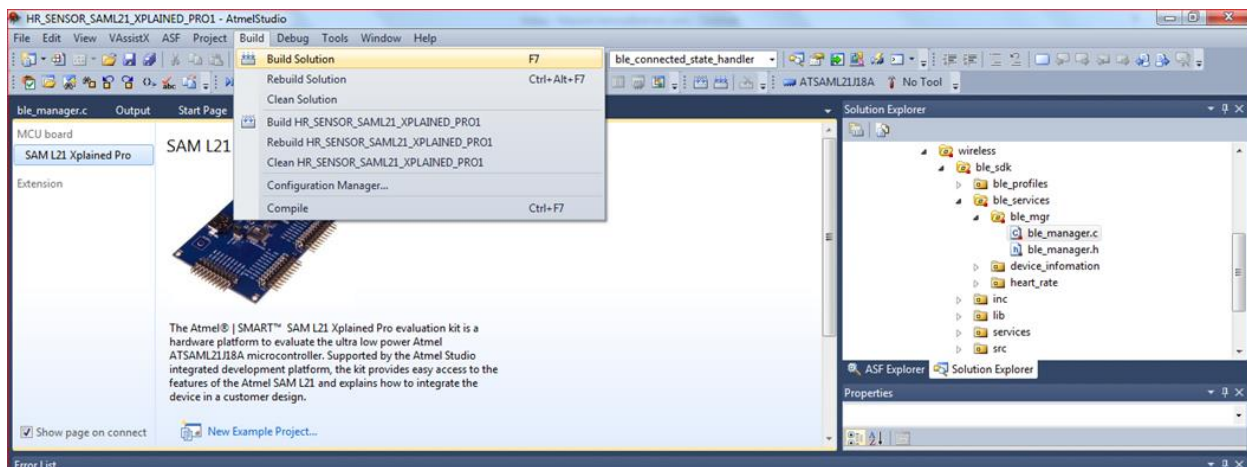 HR_SENSOR_SAML21_XPLAINED_PRO1 - AtmelStudio
File Edit View VAssistX ASF Project Build Debug Tools Window Help
Build Solution F7
Rebuild Solution Ctrl+Alt+F7
Clean Solution
Build HR_SENSOR_SAML21_XPLAINED_PRO1
Rebuild HR_SENSOR_SAML21_XPLAINED_PRO1
Clean HR_SENSOR_SAML21_XPLAINED_PRO1
Configuration Manager...
Compile Ctrl+F7
ble_connected_state_handler
ATSAML21J18A No Tool
ble_manager.c Output Start Page
MCU board
SAM L21 Xplained Pro
Extension
SAM L21
The Atmel® | SMART™ SAM L21 Xplained Pro evaluation kit is a
hardware platform to evaluate the ultra low power Atmel
ATSAML21J18A microcontroller. Supported by the Atmel Studio
integrated development platform, the kit provides easy access to the
features of the Atmel SAM L21 and explains how to integrate the
device in a customer design.
Show page on connect
New Example Project...
Solution Explorer
wireless
ble_sdk
ble_profiles
ble_services
ble_mgr
ble_manager.c
ble_manager.h
device_infomation
heart_rate
inc
lib
services
src
ASF Explorer Solution Explorer
Properties
Error List